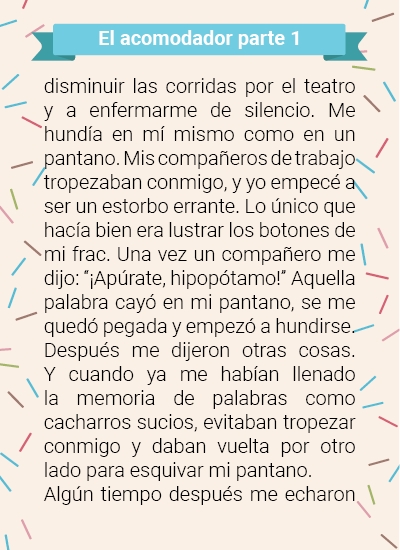 El acomodador parte 1
disminuir las corridas por el teatro
y a enfermarme de silencio. Me
hundía en mí mismo como en un
pantano. Mis compañeros de trabajo
tropezaban conmigo, y yo empecé a
ser un estorbo errante. Lo único que
hacía bien era lustrar los botones de
mi frac. Una vez un compañero me
dijo: “¡Apúrate, hipopótamo!” Aquella
palabra cayó en mi pantano, se me
quedó pegada y empezó a hundirse.
Después me dijeron otras cosas.
Y cuando ya me habían llenado
la memoria de palabras como
cacharros sucios, evitaban tropezar
conmigo y daban vuelta por otro
lado para esquivar mi pantano.
Algún tiempo después me echaron